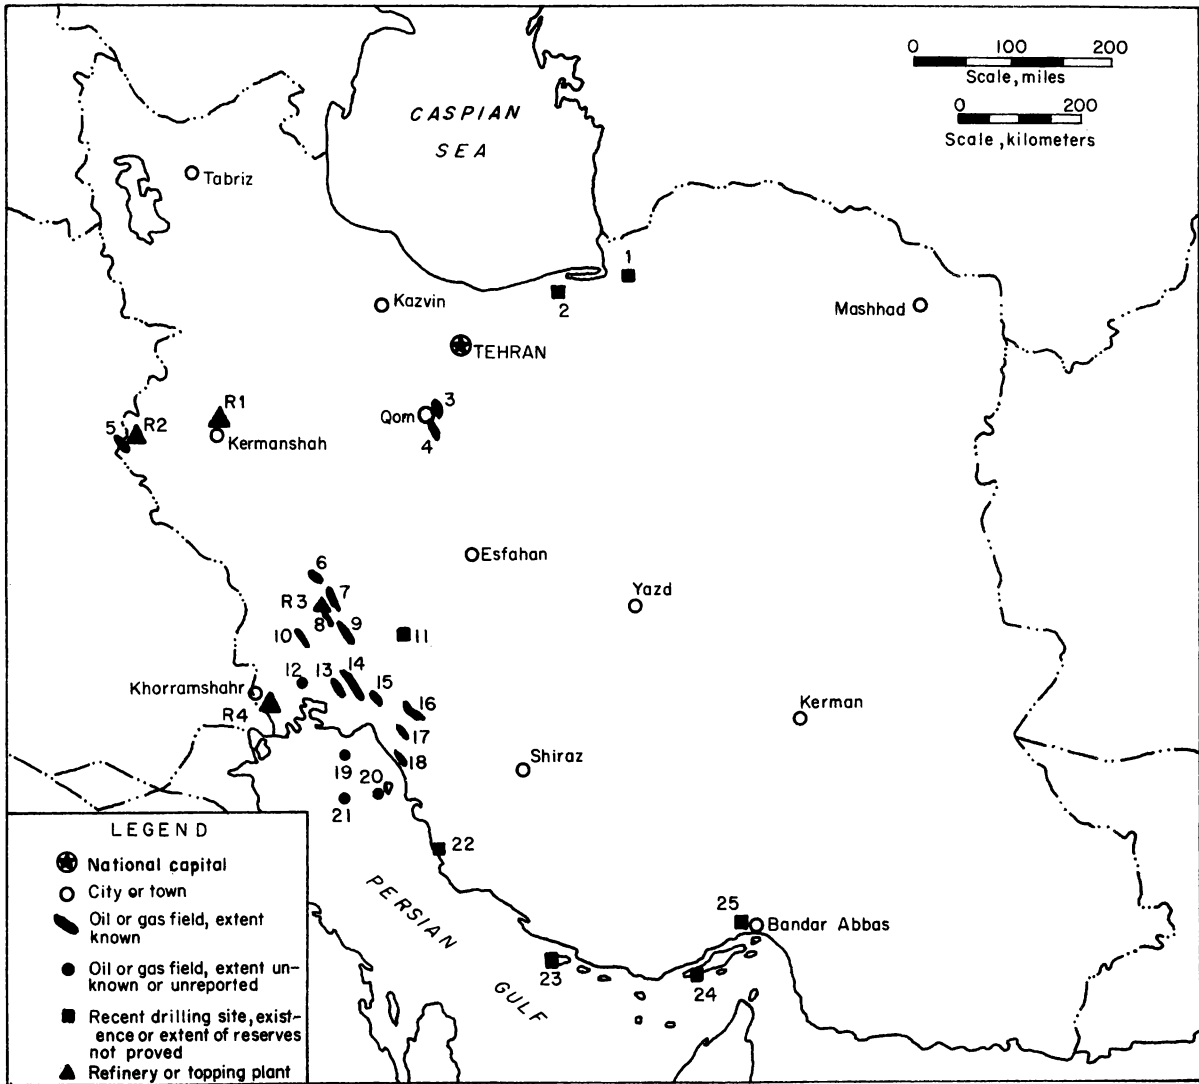 0 100 200
Scale, miles
0 200
Scale, kilometers
CASPIAN
SEA
Tabriz
1
2
Kazvin
Mashhad
TEHRAN
R1
3
Qom
5
R2
4
Kermanshah
Esfahan
6
7
Yazd
R3
8
9
10
11
12
13
14
15
Khorramshahr
16
R4
Kerman
17
18
Shiraz
19
20
21
22
PERSIAN
GULF
25
Bandar Abbas
23
24
LEGEND
National capital
City or town
Oil or gas field, extent
known
Oil or gas field, extent un-
known or unreported
Recent drilling site, exist-
ence or extent of reserves
not proved
Refinery or topping plant